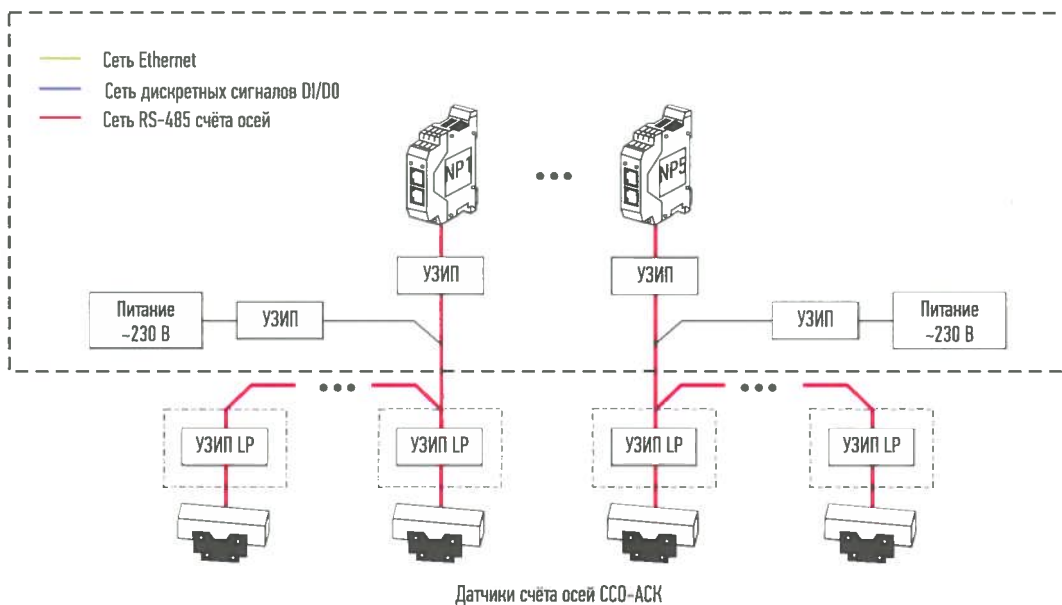 Сеть Ethernet
Сеть дискретных сигналов DI/DO
Сеть RS-485 счёта осей
NP1
NP5
УЗИП
УЗИП
Питание
~230 В
УЗИП
УЗИП
Питание
~230 В
УЗИП LP
УЗИП LP
УЗИП LP
УЗИП LP
Датчики счёта осей ССО-АСК